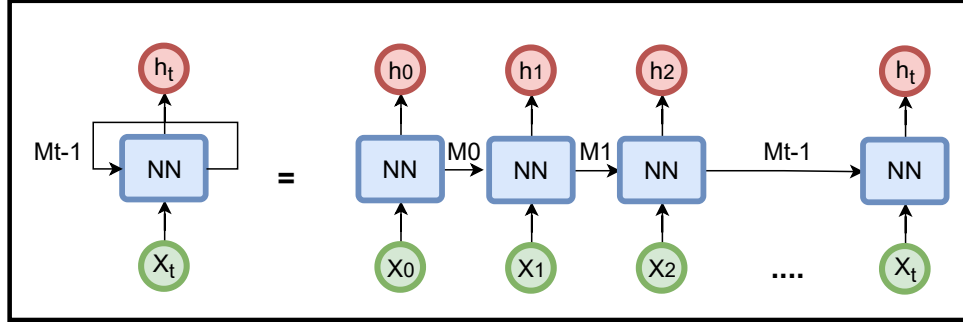 ht h0 h1 h2 ht
Mt-1 NN = NN M0 NN M1 NN Mt-1 NN
Xt X0 X1 X2 .... Xt